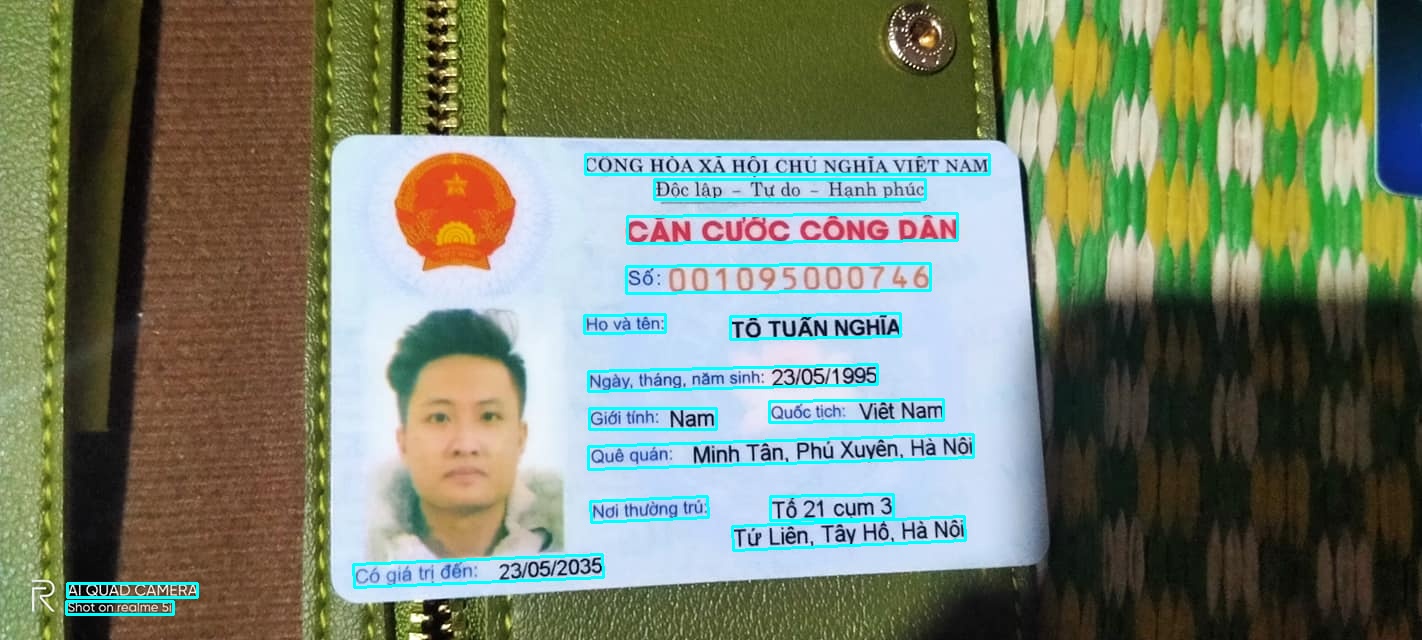 CỘNG HÒA XÃ HỘI CHỦ NGHĨA VIỆT NAM
Độc lập - Tự do - Hạnh phúc
CĂN CƯỚC CÔNG DÂN
Số: 001095000746
Họ và tên: TÔ TUẤN NGHĨA
Ngày, tháng, năm sinh: 23/05/1995
Giới tính: Nam Quốc tịch: Việt Nam
Quê quán: Minh Tân, Phú Xuyên, Hà Nội
Nơi thường trú: Tổ 21 cụm 3
Tứ Liên, Tây Hồ, Hà Nội
Có giá trị đến: 23/05/2035
AI QUAD CAMERA
Shot on realme 5i